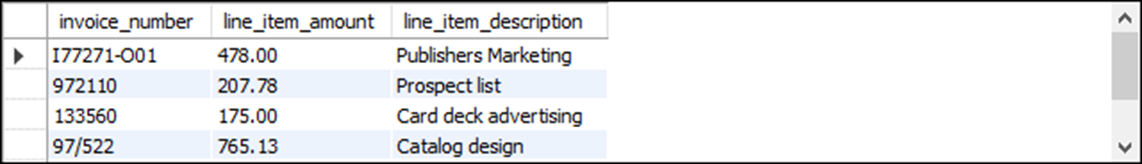 invoice_number line_item_amount line_item_description
I77271-O01 478.00 Publishers Marketing
972110 207.78 Prospect list
133560 175.00 Card deck advertising
97/522 765.13 Catalog design